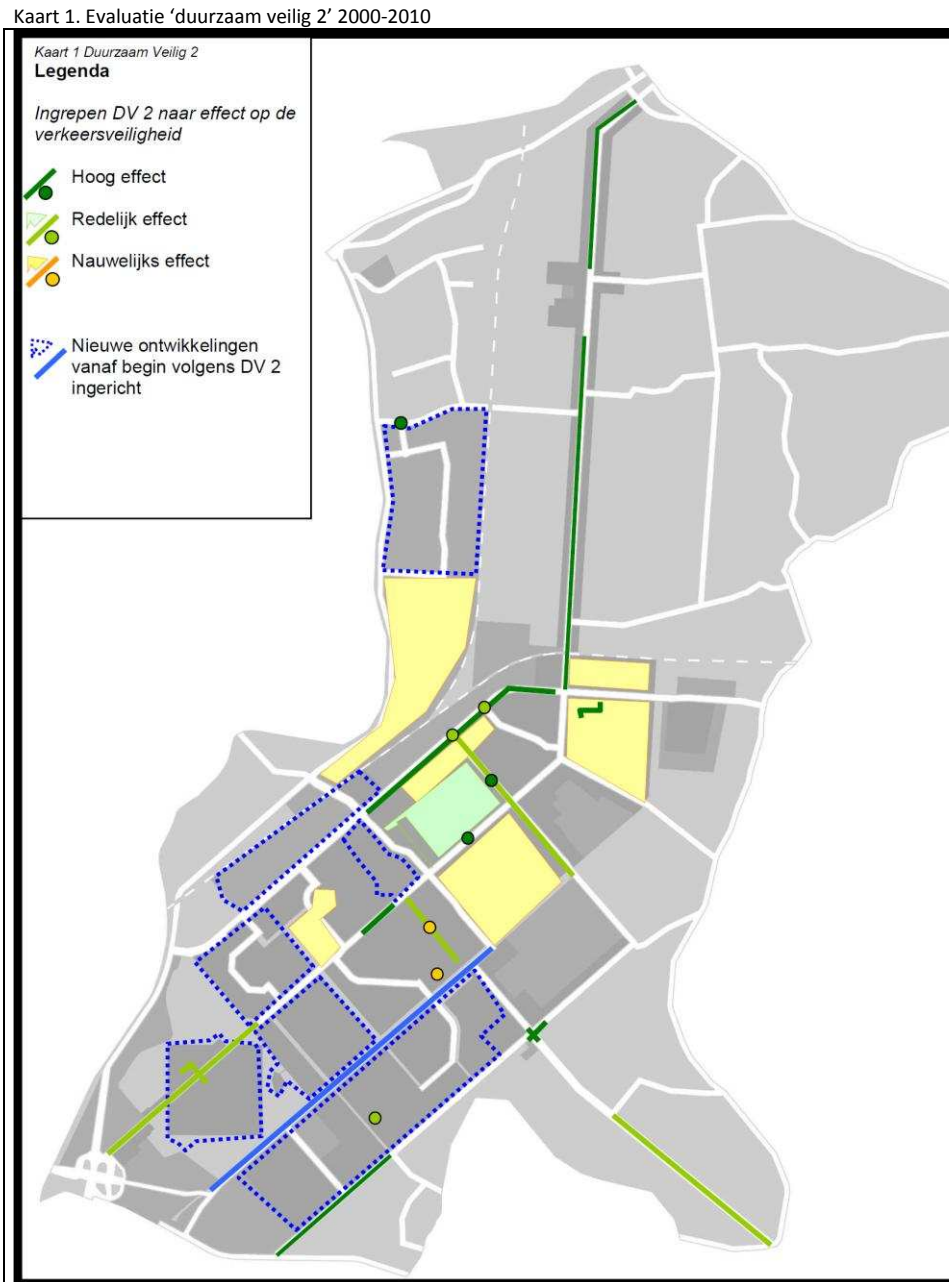 Kaart 1. Evaluatie ‘duurzaam veilig 2’ 2000-2010
Kaart 1 Duurzaam Veilig 2
Legenda
Ingrepen DV 2 naar effect op de
verkeersveiligheid
Hoog effect
Redelijk effect
Nauwelijks effect
Nieuwe ontwikkelingen
vanaf begin volgens DV 2
ingericht